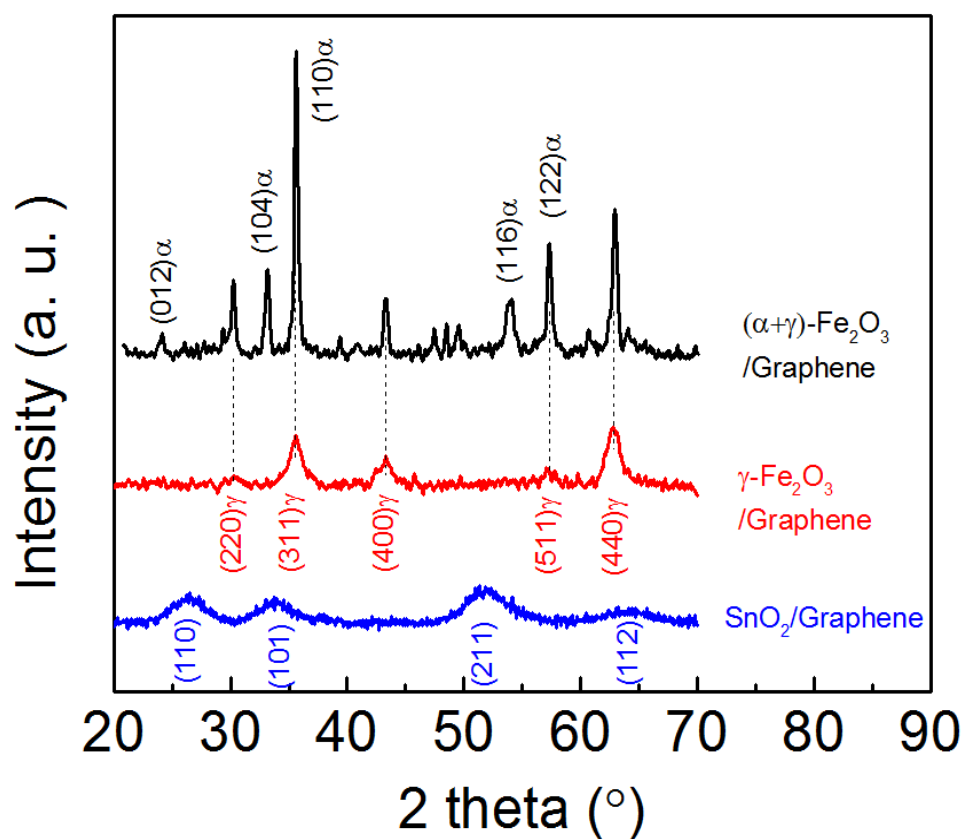 Intensity (a. u. )
(012)α
(104)α
(110)α
(116)α
(122)α
(α+γ)-Fe₂O₃
/Graphene
(220)γ
(311)γ
(400)γ
(511)γ
(440)γ
γ-Fe₂O₃
/Graphene
(110)
(101)
(211)
(112)
SnO₂/Graphene
20 30 40 50 60 70 80 90
2 theta (°)